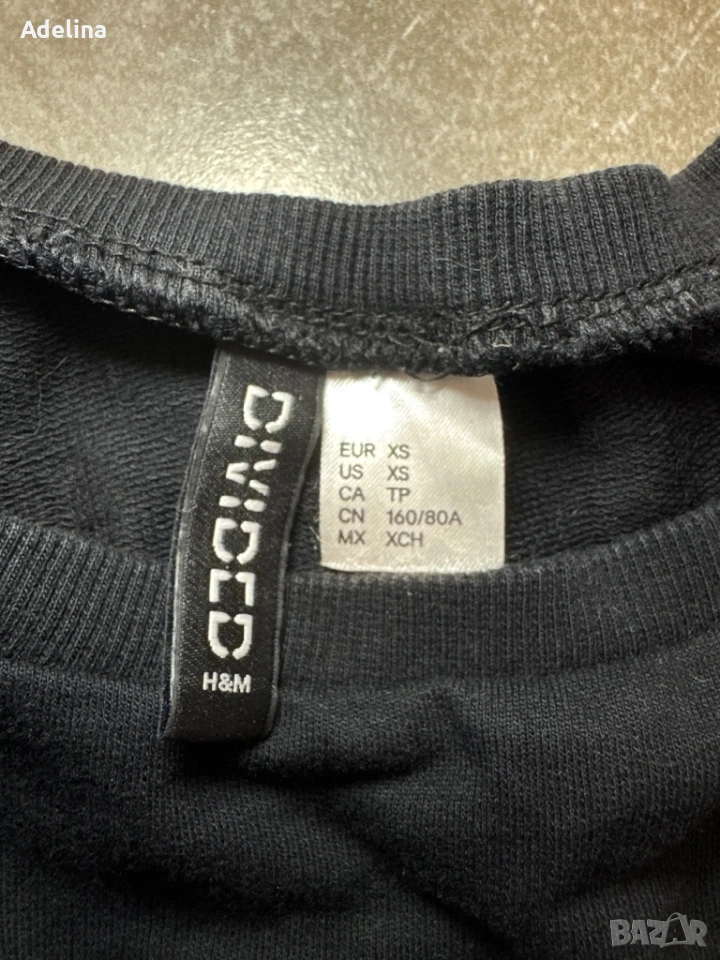 Adelina
DIVIDED
H&M
EUR XS
US XS
CA TP
CN 160/80A
MX XCH
BAZAR